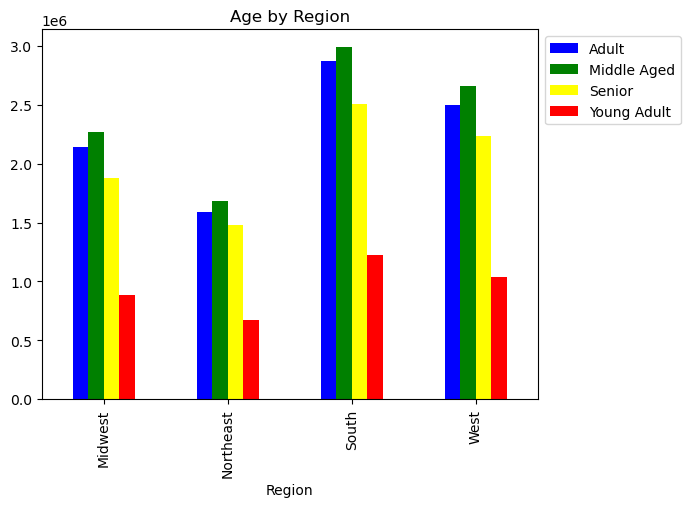 Age by Region
1e6
3.0
2.5
2.0
1.5
1.0
0.5
0.0
Midwest
Northeast
South
West
Region
Adult
Middle Aged
Senior
Young Adult